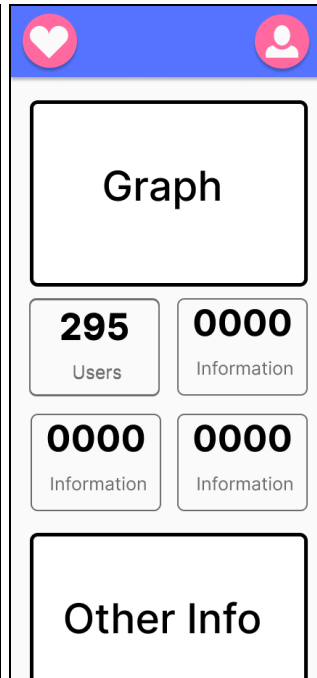 Graph
295
Users
0000
Information
0000
Information
0000
Information
Other Info